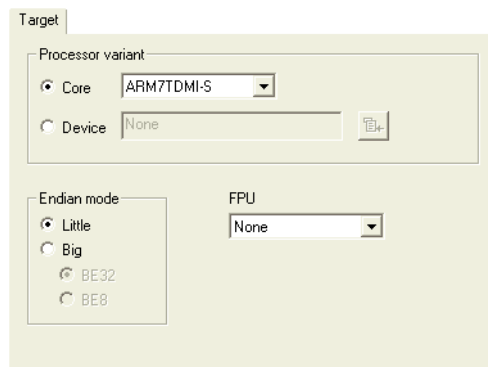 Target
Processor variant
Core ARM7TDMI-S
Device None
Endian mode
Little
Big
BE32
BE8
FPU
None